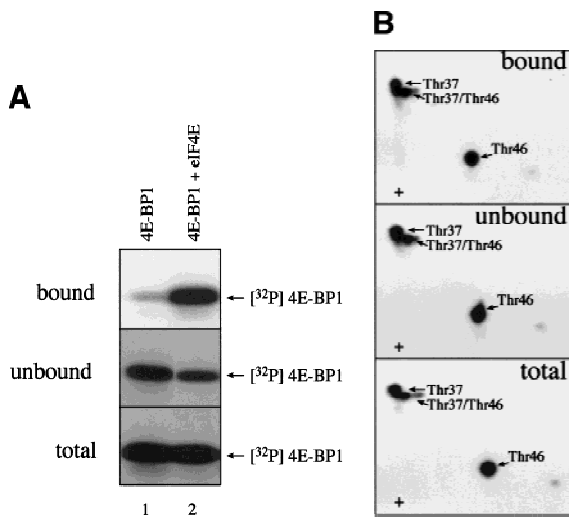 A
4E-BP1
4E-BP1 + eIF4E
bound
[³²P] 4E-BP1
unbound
[³²P] 4E-BP1
total
[³²P] 4E-BP1
1 2
B
bound
Thr37
Thr37/Thr46
Thr46
+
unbound
Thr37
Thr37/Thr46
Thr46
+
total
Thr37
Thr37/Thr46
Thr46
+